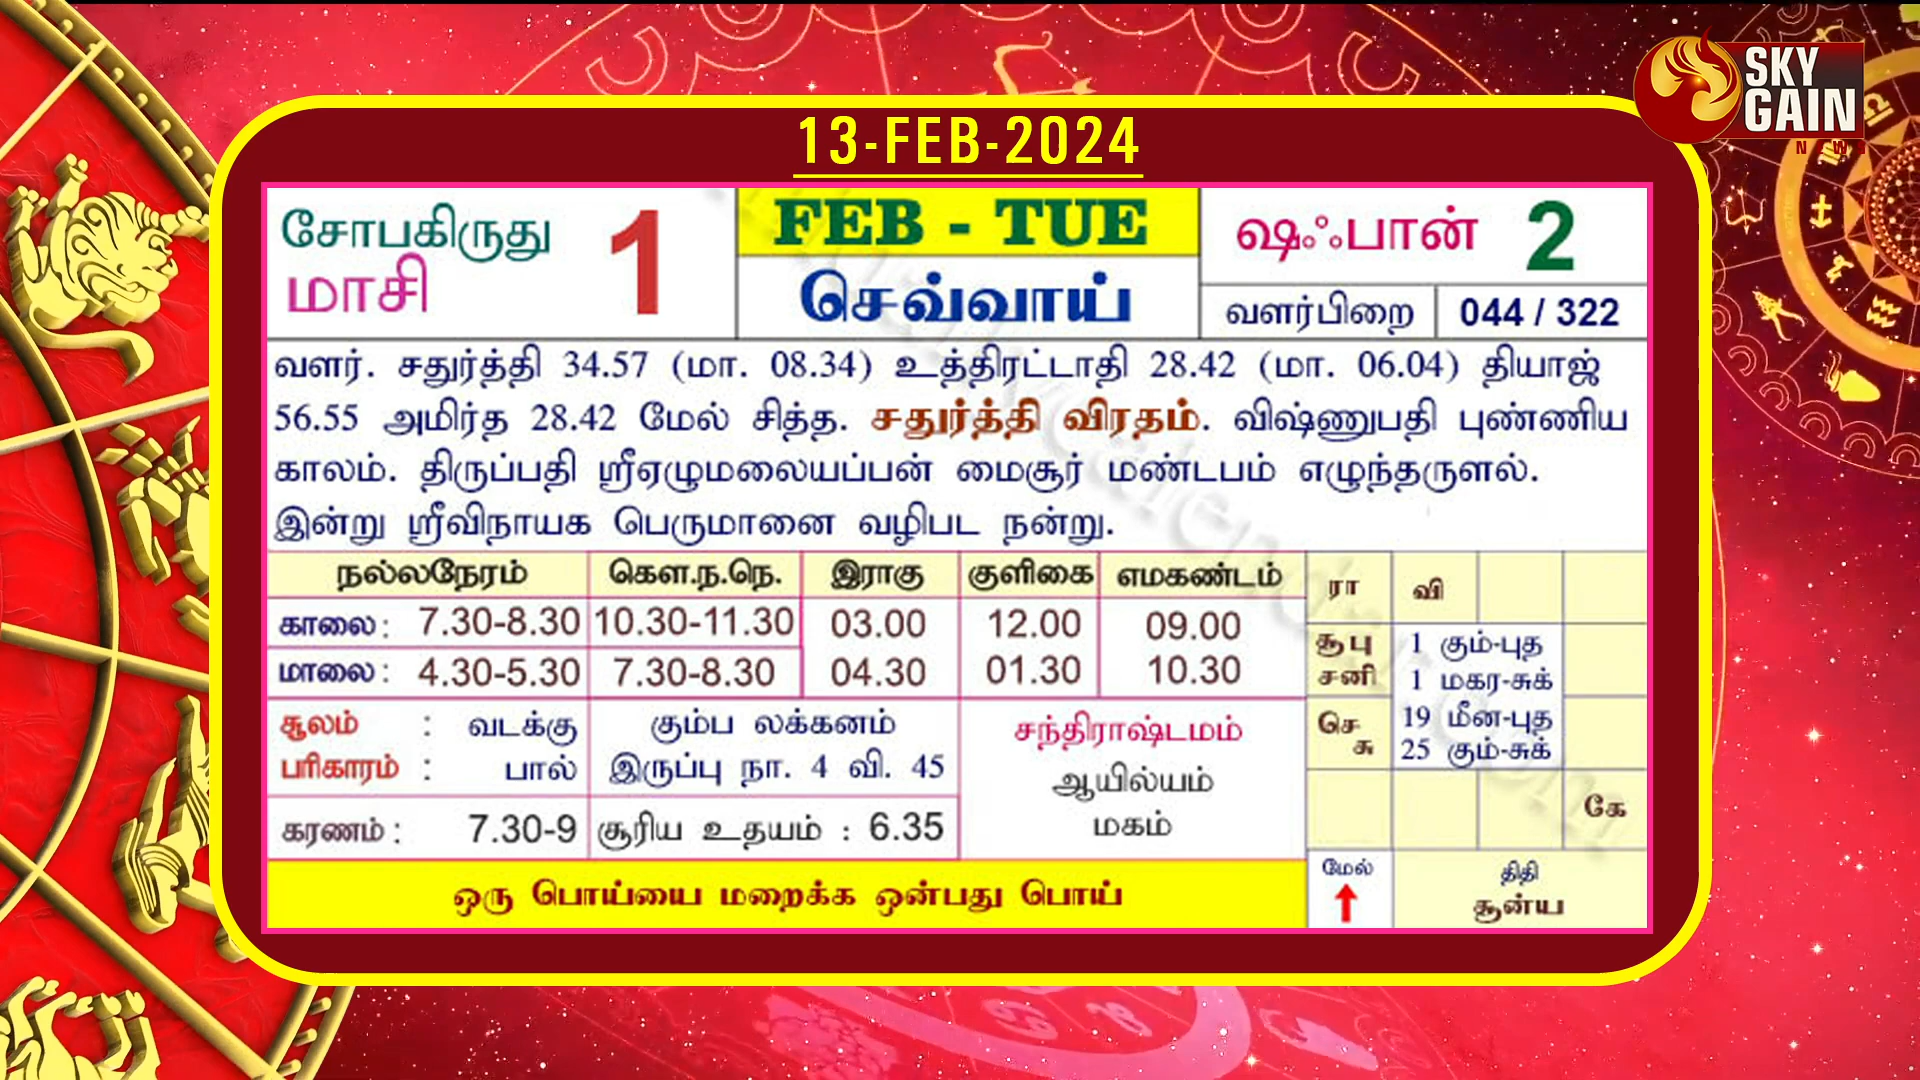 SKY
GAIN
NEWS
13-FEB-2024
சோபகிருது
மாசி
1
FEB - TUE
செவ்வாய்
ஷஃபான் 2
வளர்பிறை 044 / 322
வளர். சதுர்த்தி 34.57 (மா. 08.34) உத்திரட்டாதி 28.42 (மா. 06.04) தியாஜ்
56.55 அமிர்த 28.42 மேல் சித்த. சதுர்த்தி விரதம். விஷ்ணுபதி புண்ணிய
காலம். திருப்பதி ஸ்ரீஏழுமலையப்பன் மைசூர் மண்டபம் எழுந்தருளல்.
இன்று ஸ்ரீவிநாயக பெருமானை வழிபட நன்று.
நல்லநேரம் கௌ.ந.நெ. இராகு குளிகை எமகண்டம்
காலை : 7.30-8.30 10.30-11.30 03.00 12.00 09.00
மாலை : 4.30-5.30 7.30-8.30 04.30 01.30 10.30
சூலம் : வடக்கு
பரிகாரம் : பால்
கும்ப லக்கனம்
இருப்பு நா. 4 வி. 45
சந்திராஷ்டமம்
ஆயில்யம்
மகம்
கரணம் : 7.30-9
சூரிய உதயம் : 6.35
ஒரு பொய்யை மறைக்க ஒன்பது பொய்
ரா வி
சூ பு
சனி
1 கும்-புத
1 மகர-சுக்
செ
சு
19 மீன-புத
25 கும்-சுக்
கே
மேல்
திதி
சூன்ய